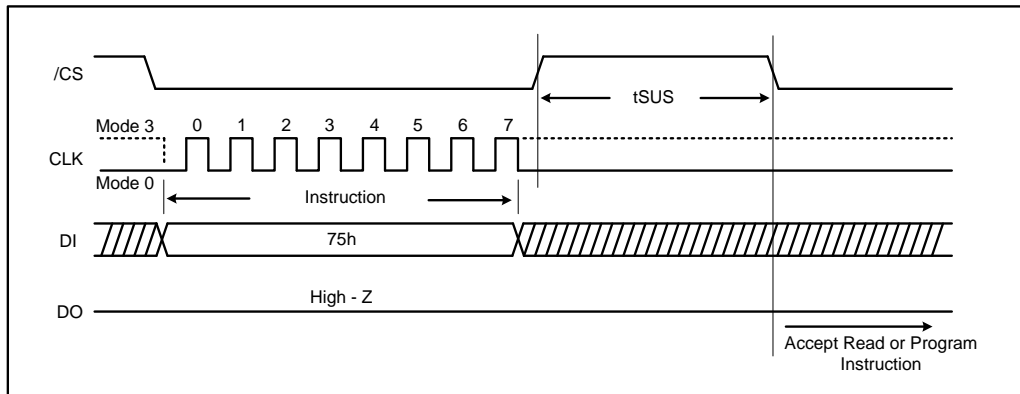 /CS
tSUS
Mode 3
0 1 2 3 4 5 6 7
CLK
Mode 0
Instruction
DI
75h
High - Z
DO
Accept Read or Program
Instruction